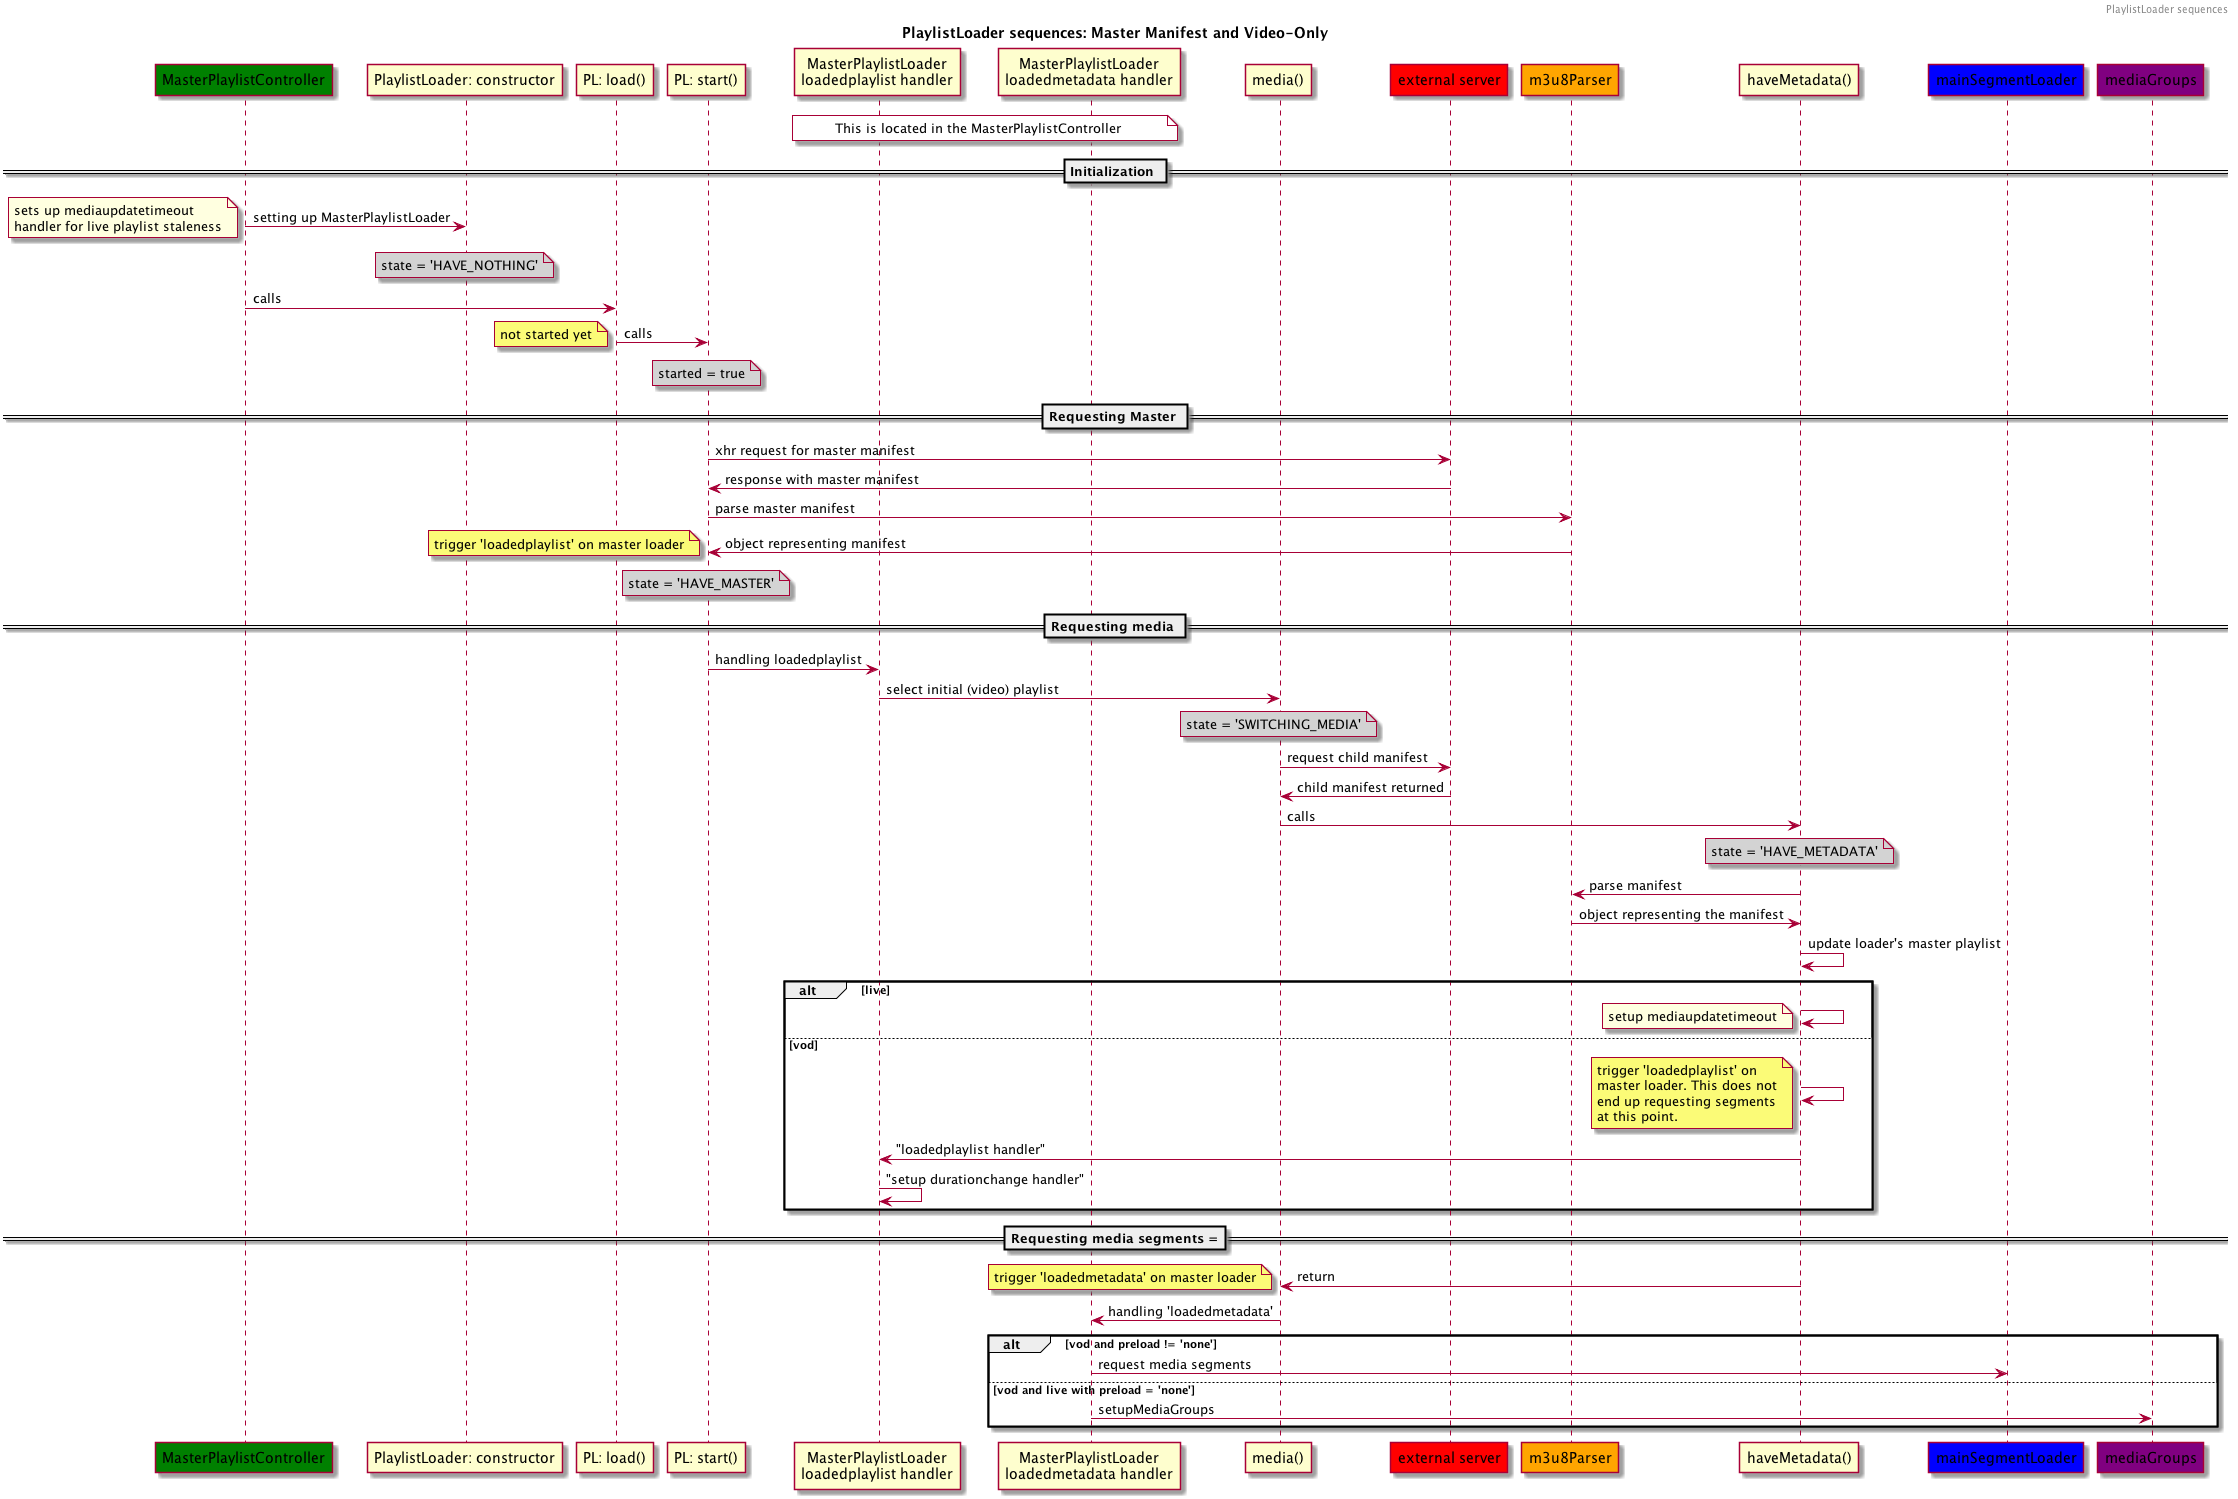 PlaylistLoader sequences
PlaylistLoader sequences: Master Manifest and Video-Only
MasterPlaylistController
PlaylistLoader: constructor
PL: load()
PL: start()
MasterPlaylistLoader
loadedplaylist handler
MasterPlaylistLoader
loadedmetadata handler
media()
external server
m3u8Parser
haveMetadata()
mainSegmentLoader
mediaGroups
This is located in the MasterPlaylistController
Initialization
sets up mediaupdatetimeout
handler for live playlist staleness
setting up MasterPlaylistLoader
state = 'HAVE_NOTHING'
calls
not started yet
calls
started = true
Requesting Master
xhr request for master manifest
response with master manifest
parse master manifest
trigger 'loadedplaylist' on master loader
object representing manifest
state = 'HAVE_MASTER'
Requesting media
handling loadedplaylist
select initial (video) playlist
state = 'SWITCHING_MEDIA'
request child manifest
child manifest returned
calls
state = 'HAVE_METADATA'
parse manifest
object representing the manifest
update loader's master playlist
alt
[live]
setup mediaupdatetimeout
[vod]
trigger 'loadedplaylist' on
master loader. This does not
end up requesting segments
at this point.
"loadedplaylist handler"
"setup durationchange handler"
Requesting media segments =
trigger 'loadedmetadata' on master loader
return
handling 'loadedmetadata'
alt
[vod and preload != 'none']
request media segments
[vod and live with preload = 'none']
setupMediaGroups
MasterPlaylistController
PlaylistLoader: constructor
PL: load()
PL: start()
MasterPlaylistLoader
loadedplaylist handler
MasterPlaylistLoader
loadedmetadata handler
media()
external server
m3u8Parser
haveMetadata()
mainSegmentLoader
mediaGroups